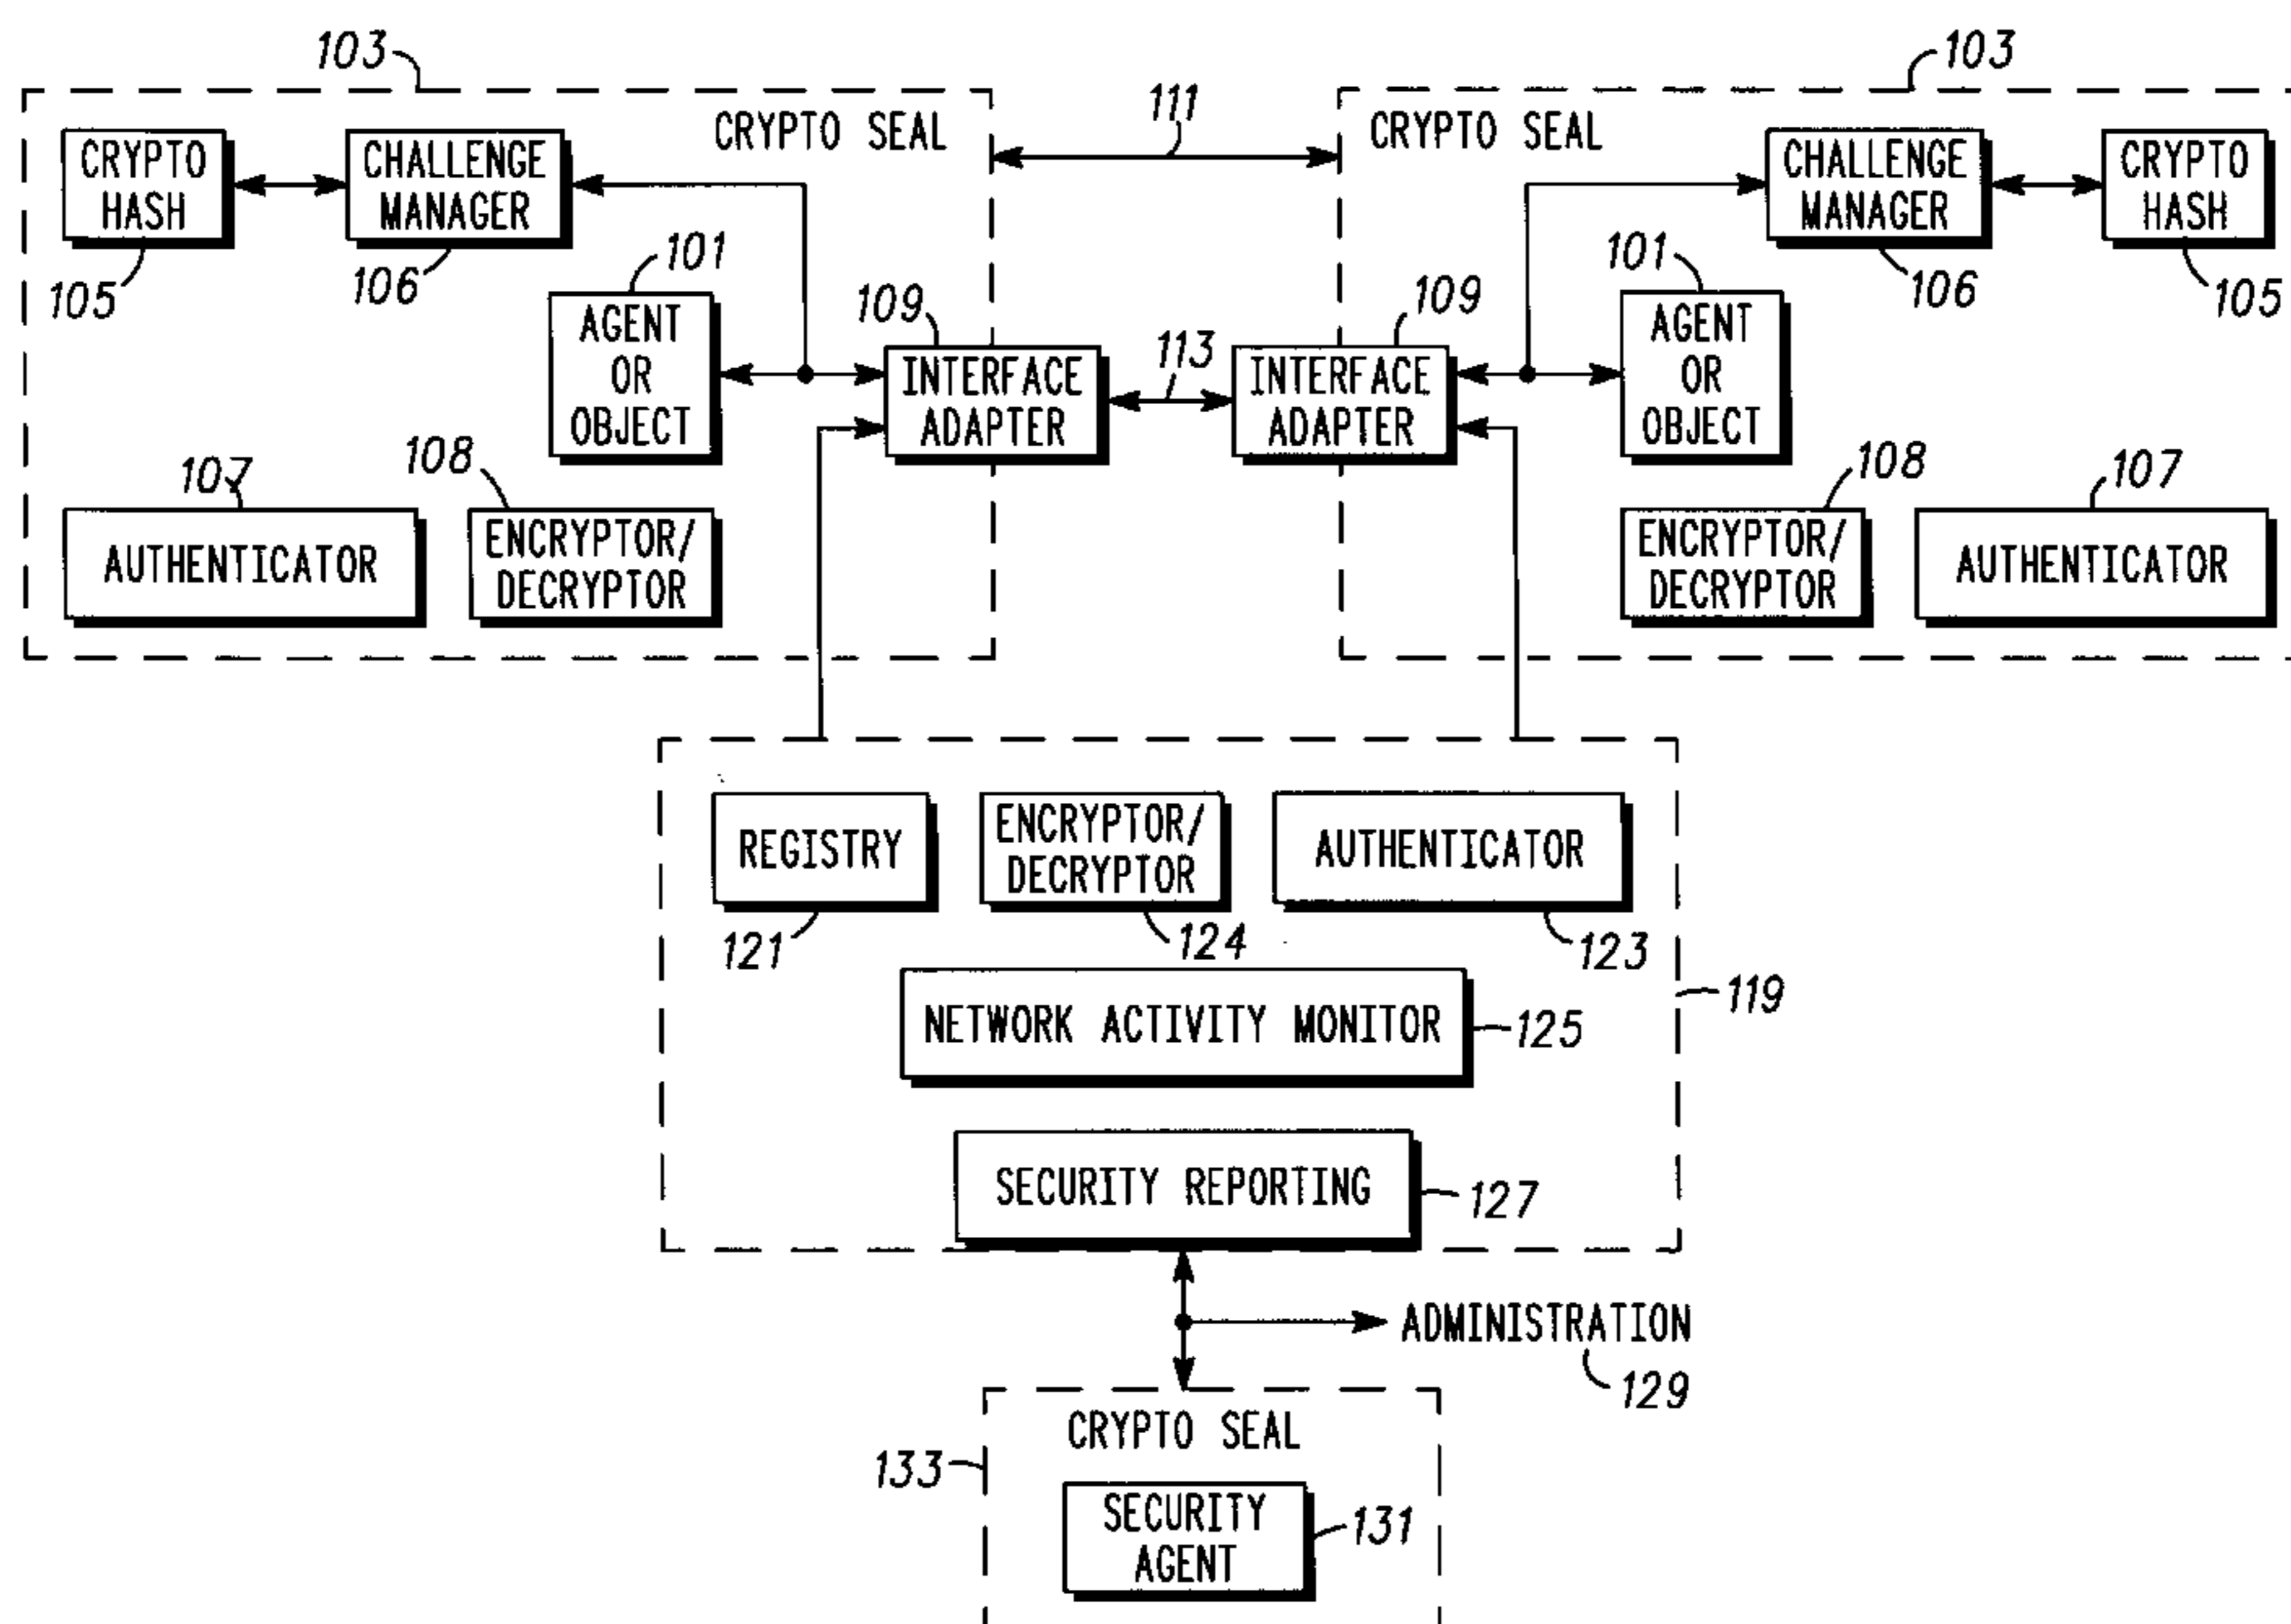 103
103
CRYPTO SEAL
111
CRYPTO SEAL
CRYPTO
HASH
105
CHALLENGE
MANAGER
106
CHALLENGE
MANAGER
106
CRYPTO
HASH
105
101
AGENT
OR
OBJECT
109
INTERFACE
ADAPTER
113
109
INTERFACE
ADAPTER
101
AGENT
OR
OBJECT
107
AUTHENTICATOR
108
ENCRYPTOR/
DECRYPTOR
108
ENCRYPTOR/
DECRYPTOR
107
AUTHENTICATOR
REGISTRY
121
ENCRYPTOR/
DECRYPTOR
124
AUTHENTICATOR
123
119
NETWORK ACTIVITY MONITOR
125
SECURITY REPORTING
127
ADMINISTRATION
129
CRYPTO SEAL
133
SECURITY
AGENT
131